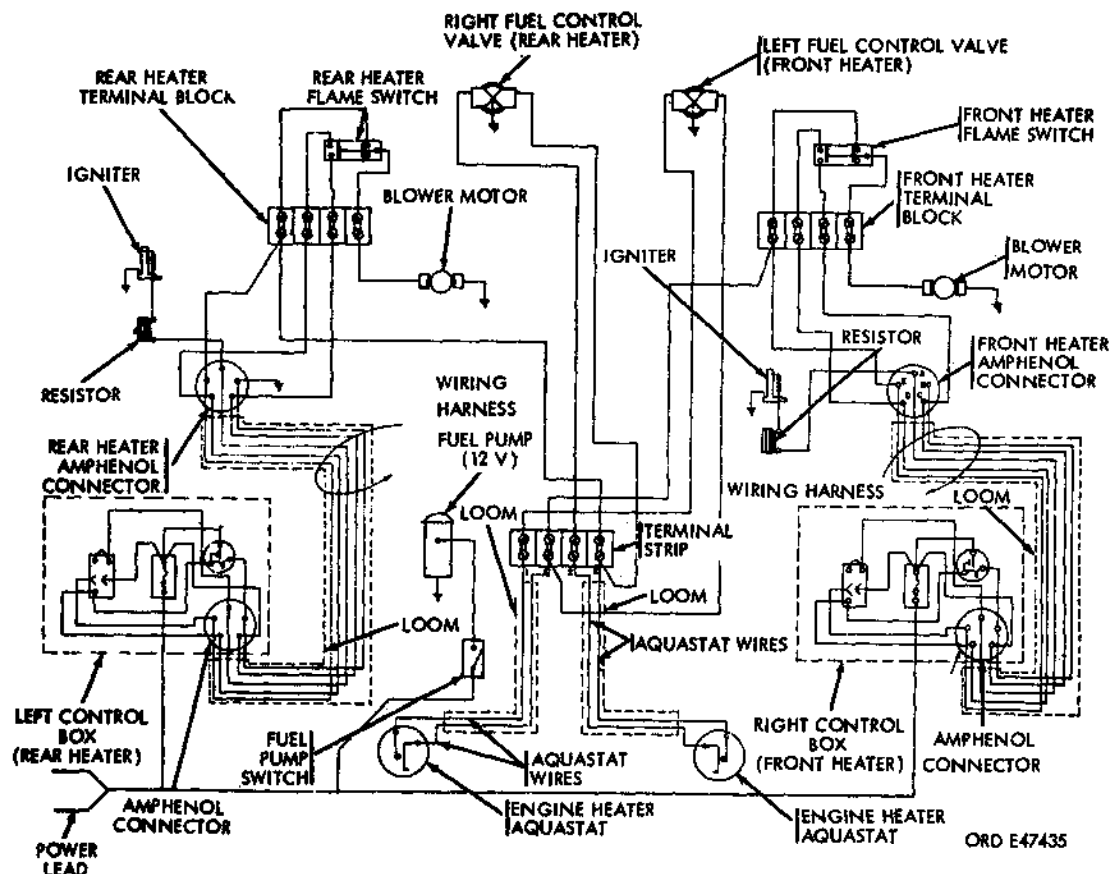 RIGHT FUEL CONTROL
VALVE (REAR HEATER)
LEFT FUEL CONTROL VALVE
(FRONT HEATER)
REAR HEATER
TERMINAL BLOCK
REAR HEATER
FLAME SWITCH
FRONT HEATER
FLAME SWITCH
IGNITER
BLOWER MOTOR
FRONT HEATER
TERMINAL
BLOCK
IGNITER
BLOWER
MOTOR
RESISTOR
RESISTOR
FRONT HEATER
AMPHENOL
CONNECTOR
WIRING
HARNESS
FUEL PUMP
(12 V)
REAR HEATER
AMPHENOL
CONNECTOR
LOOM
WIRING HARNESS
LOOM
TERMINAL
STRIP
LOOM
LOOM
AQUASTAT WIRES
LEFT CONTROL
BOX
(REAR HEATER)
FUEL
PUMP
SWITCH
AQUASTAT
WIRES
RIGHT CONTROL
BOX
(FRONT HEATER)
AMPHENOL
CONNECTOR
AMPHENOL
CONNECTOR
ENGINE HEATER
AQUASTAT
ENGINE HEATER
AQUASTAT
POWER
LEAD
ORD E47435